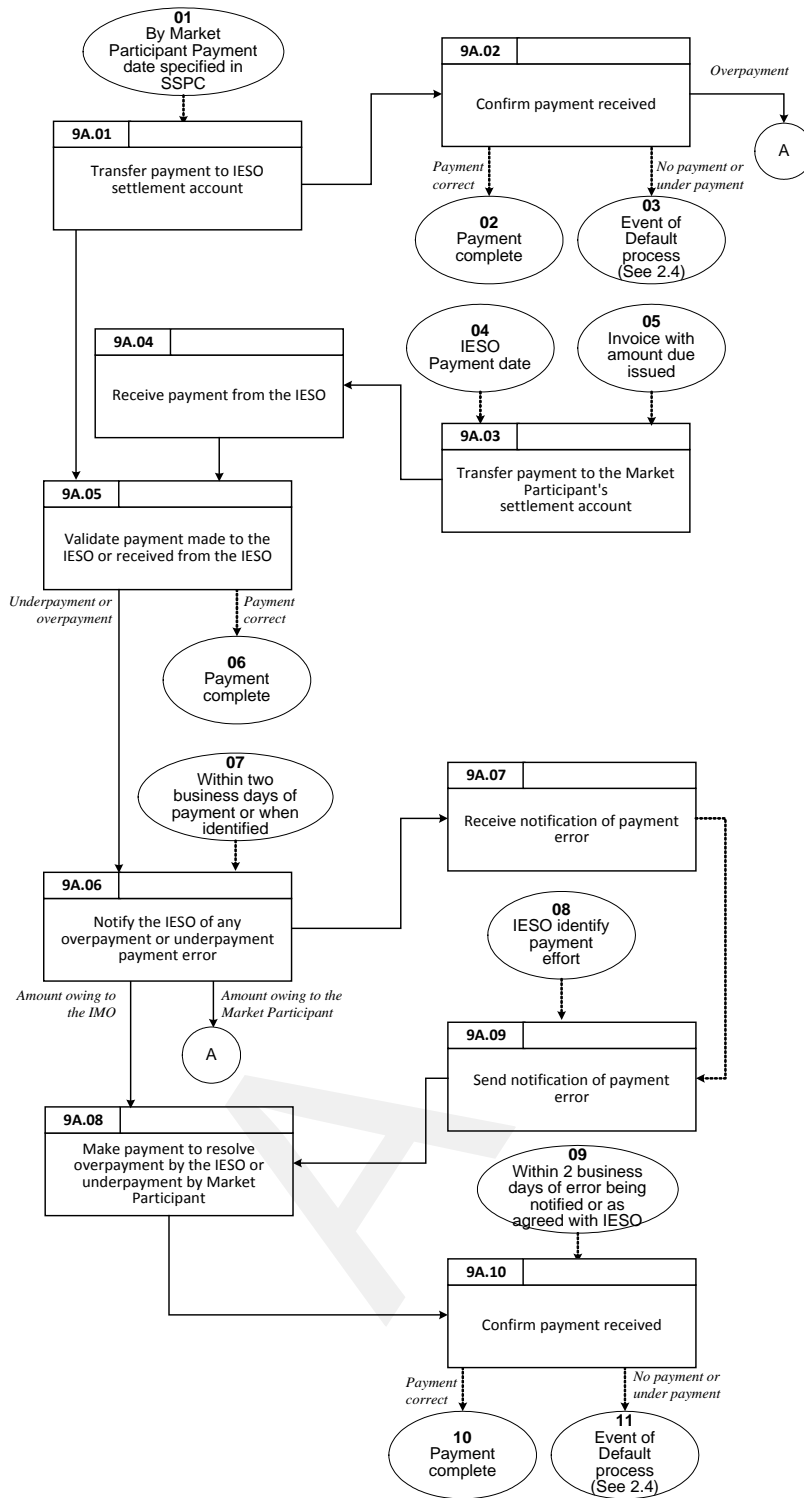 01
By Market
Participant Payment
date specified in
SSPC
9A.02
Confirm payment received
Overpayment
A
9A.01
Transfer payment to IESO
settlement account
Payment
correct
No payment or
under payment
02
Payment
complete
03
Event of
Default
process
(See 2.4)
9A.04
Receive payment from the IESO
04
IESO
Payment date
05
Invoice with
amount due
issued
9A.03
Transfer payment to the Market
Participant's
settlement account
9A.05
Validate payment made to the
IESO or received from the IESO
Underpayment or
overpayment
Payment
correct
06
Payment
complete
07
Within two
business days of
payment or when
identified
9A.07
Receive notification of payment
error
9A.06
Notify the IESO of any
overpayment or underpayment
payment error
08
IESO identify
payment
effort
Amount owing to
the IMO
Amount owing to the
Market Participant
A
9A.09
Send notification of payment
error
9A.08
Make payment to resolve
overpayment by the IESO or
underpayment by Market
Participant
09
Within 2 business
days of error being
notified or as
agreed with IESO
9A.10
Confirm payment received
Payment
correct
No payment or
under payment
10
Payment
complete
11
Event of
Default
process
(See 2.4)
A